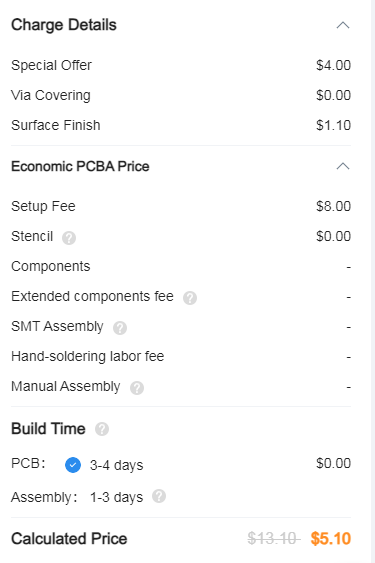 Charge Details
Special Offer $4.00
Via Covering $0.00
Surface Finish $1.10
Economic PCBA Price
Setup Fee $8.00
Stencil ? $0.00
Components -
Extended components fee ? -
SMT Assembly ? -
Hand-soldering labor fee -
Manual Assembly ? -
Build Time ?
PCB: 3-4 days $0.00
Assembly: 1-3 days ?
Calculated Price $13.10 $5.10